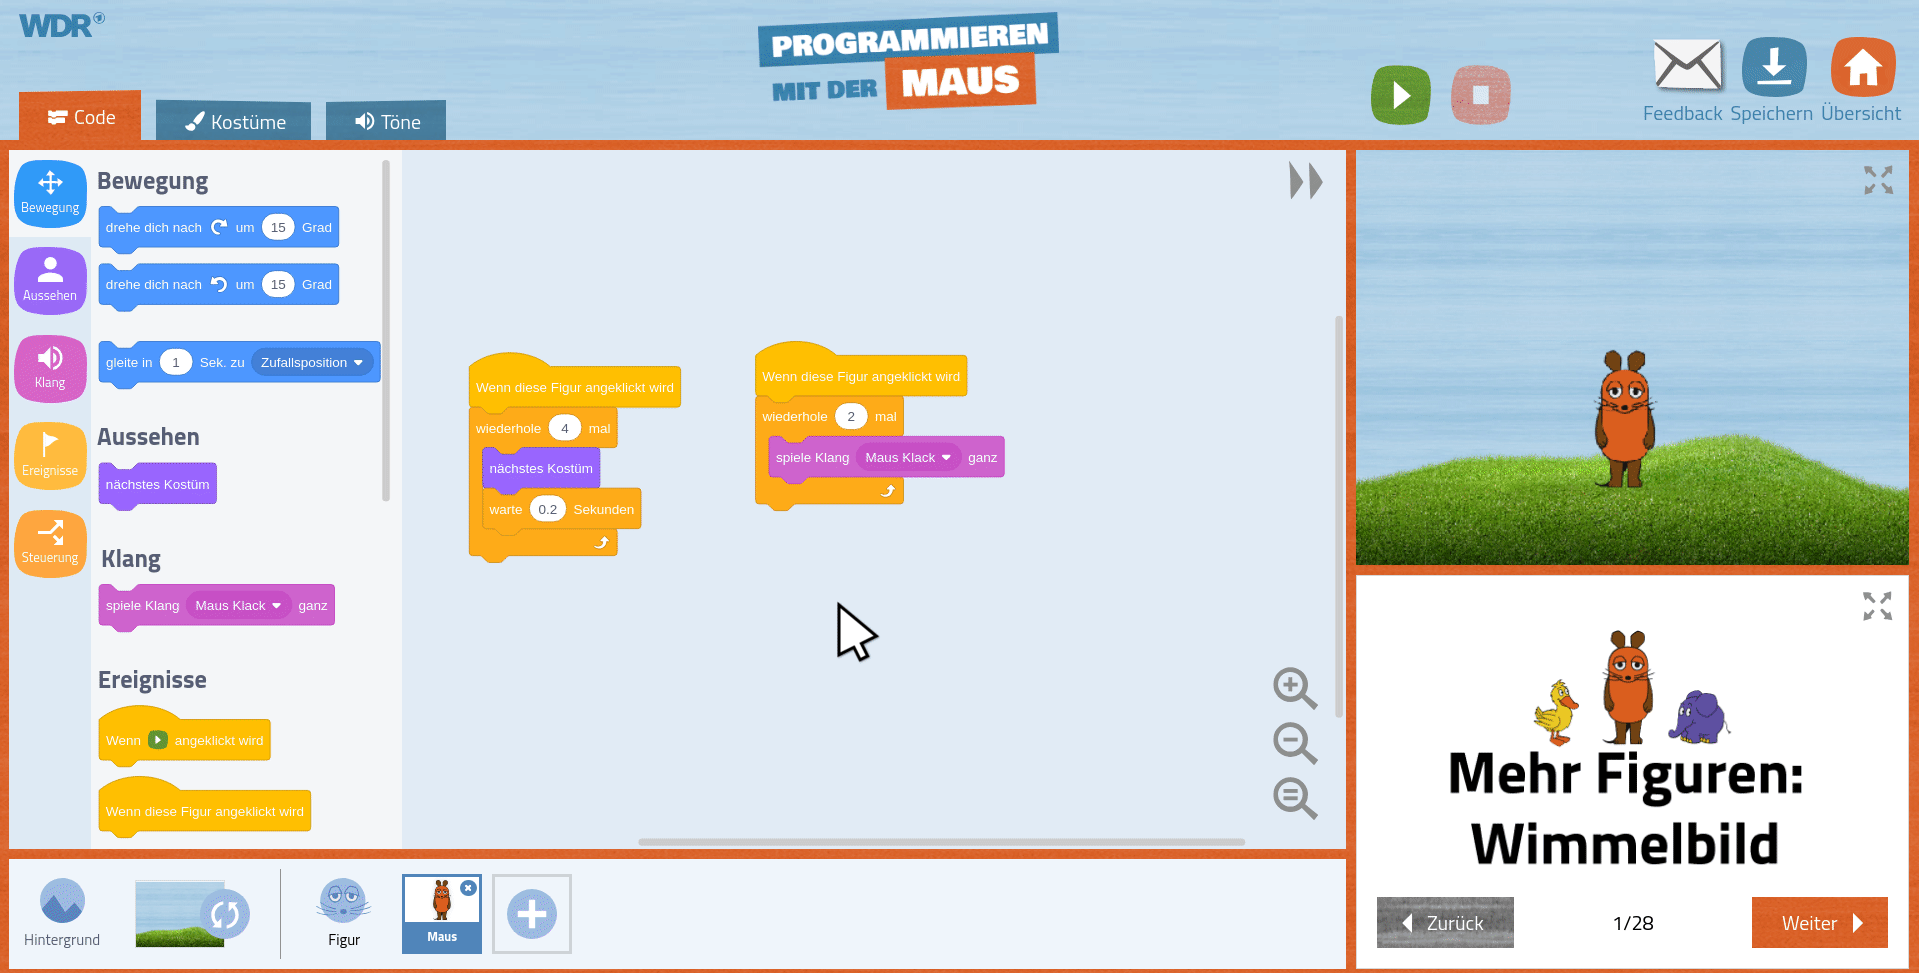 WDR
PROGRAMMIEREN
MIT DER MAUS
Feedback Speichern Übersicht
Code
Kostüme
Töne
Bewegung
Aussehen
Klang
Ereignisse
Steuerung
Bewegung
drehe dich nach um 15 Grad
drehe dich nach um 15 Grad
gleite in 1 Sek. zu Zufallsposition
Aussehen
nächstes Kostüm
Klang
spiele Klang Maus Klack ganz
Ereignisse
Wenn angeklickt wird
Wenn diese Figur angeklickt wird
Wenn diese Figur angeklickt wird
wiederhole 4 mal
nächstes Kostüm
warte 0.2 Sekunden
Wenn diese Figur angeklickt wird
wiederhole 2 mal
spiele Klang Maus Klack ganz
Mehr Figuren:
Wimmelbild
Zurück
1/28
Weiter
Hintergrund
Figur
Maus